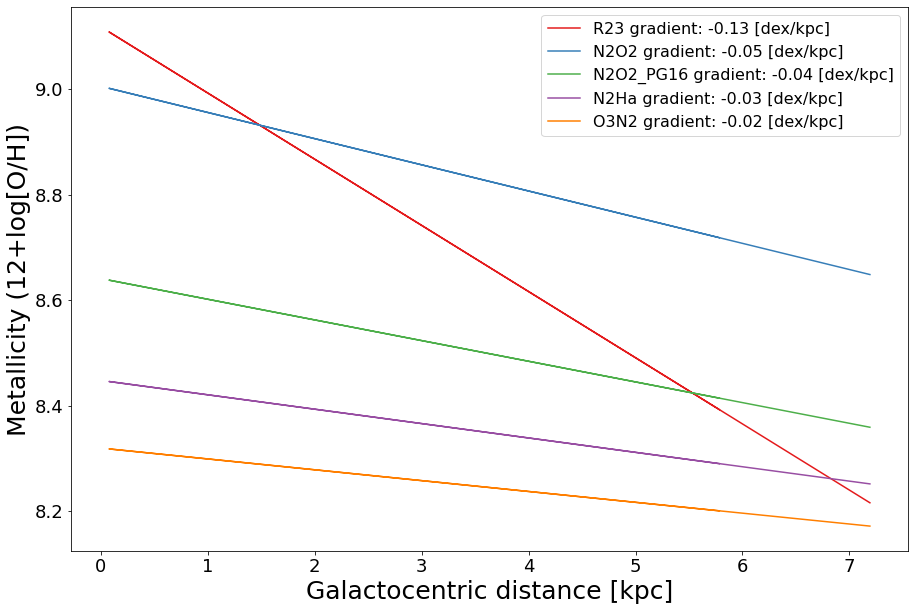 R23 gradient: -0.13 [dex/kpc]
N2O2 gradient: -0.05 [dex/kpc]
N2O2_PG16 gradient: -0.04 [dex/kpc]
N2Ha gradient: -0.03 [dex/kpc]
O3N2 gradient: -0.02 [dex/kpc]
Metallicity (12+log[O/H])
9.0
8.8
8.6
8.4
8.2
0 1 2 3 4 5 6 7
Galactocentric distance [kpc]